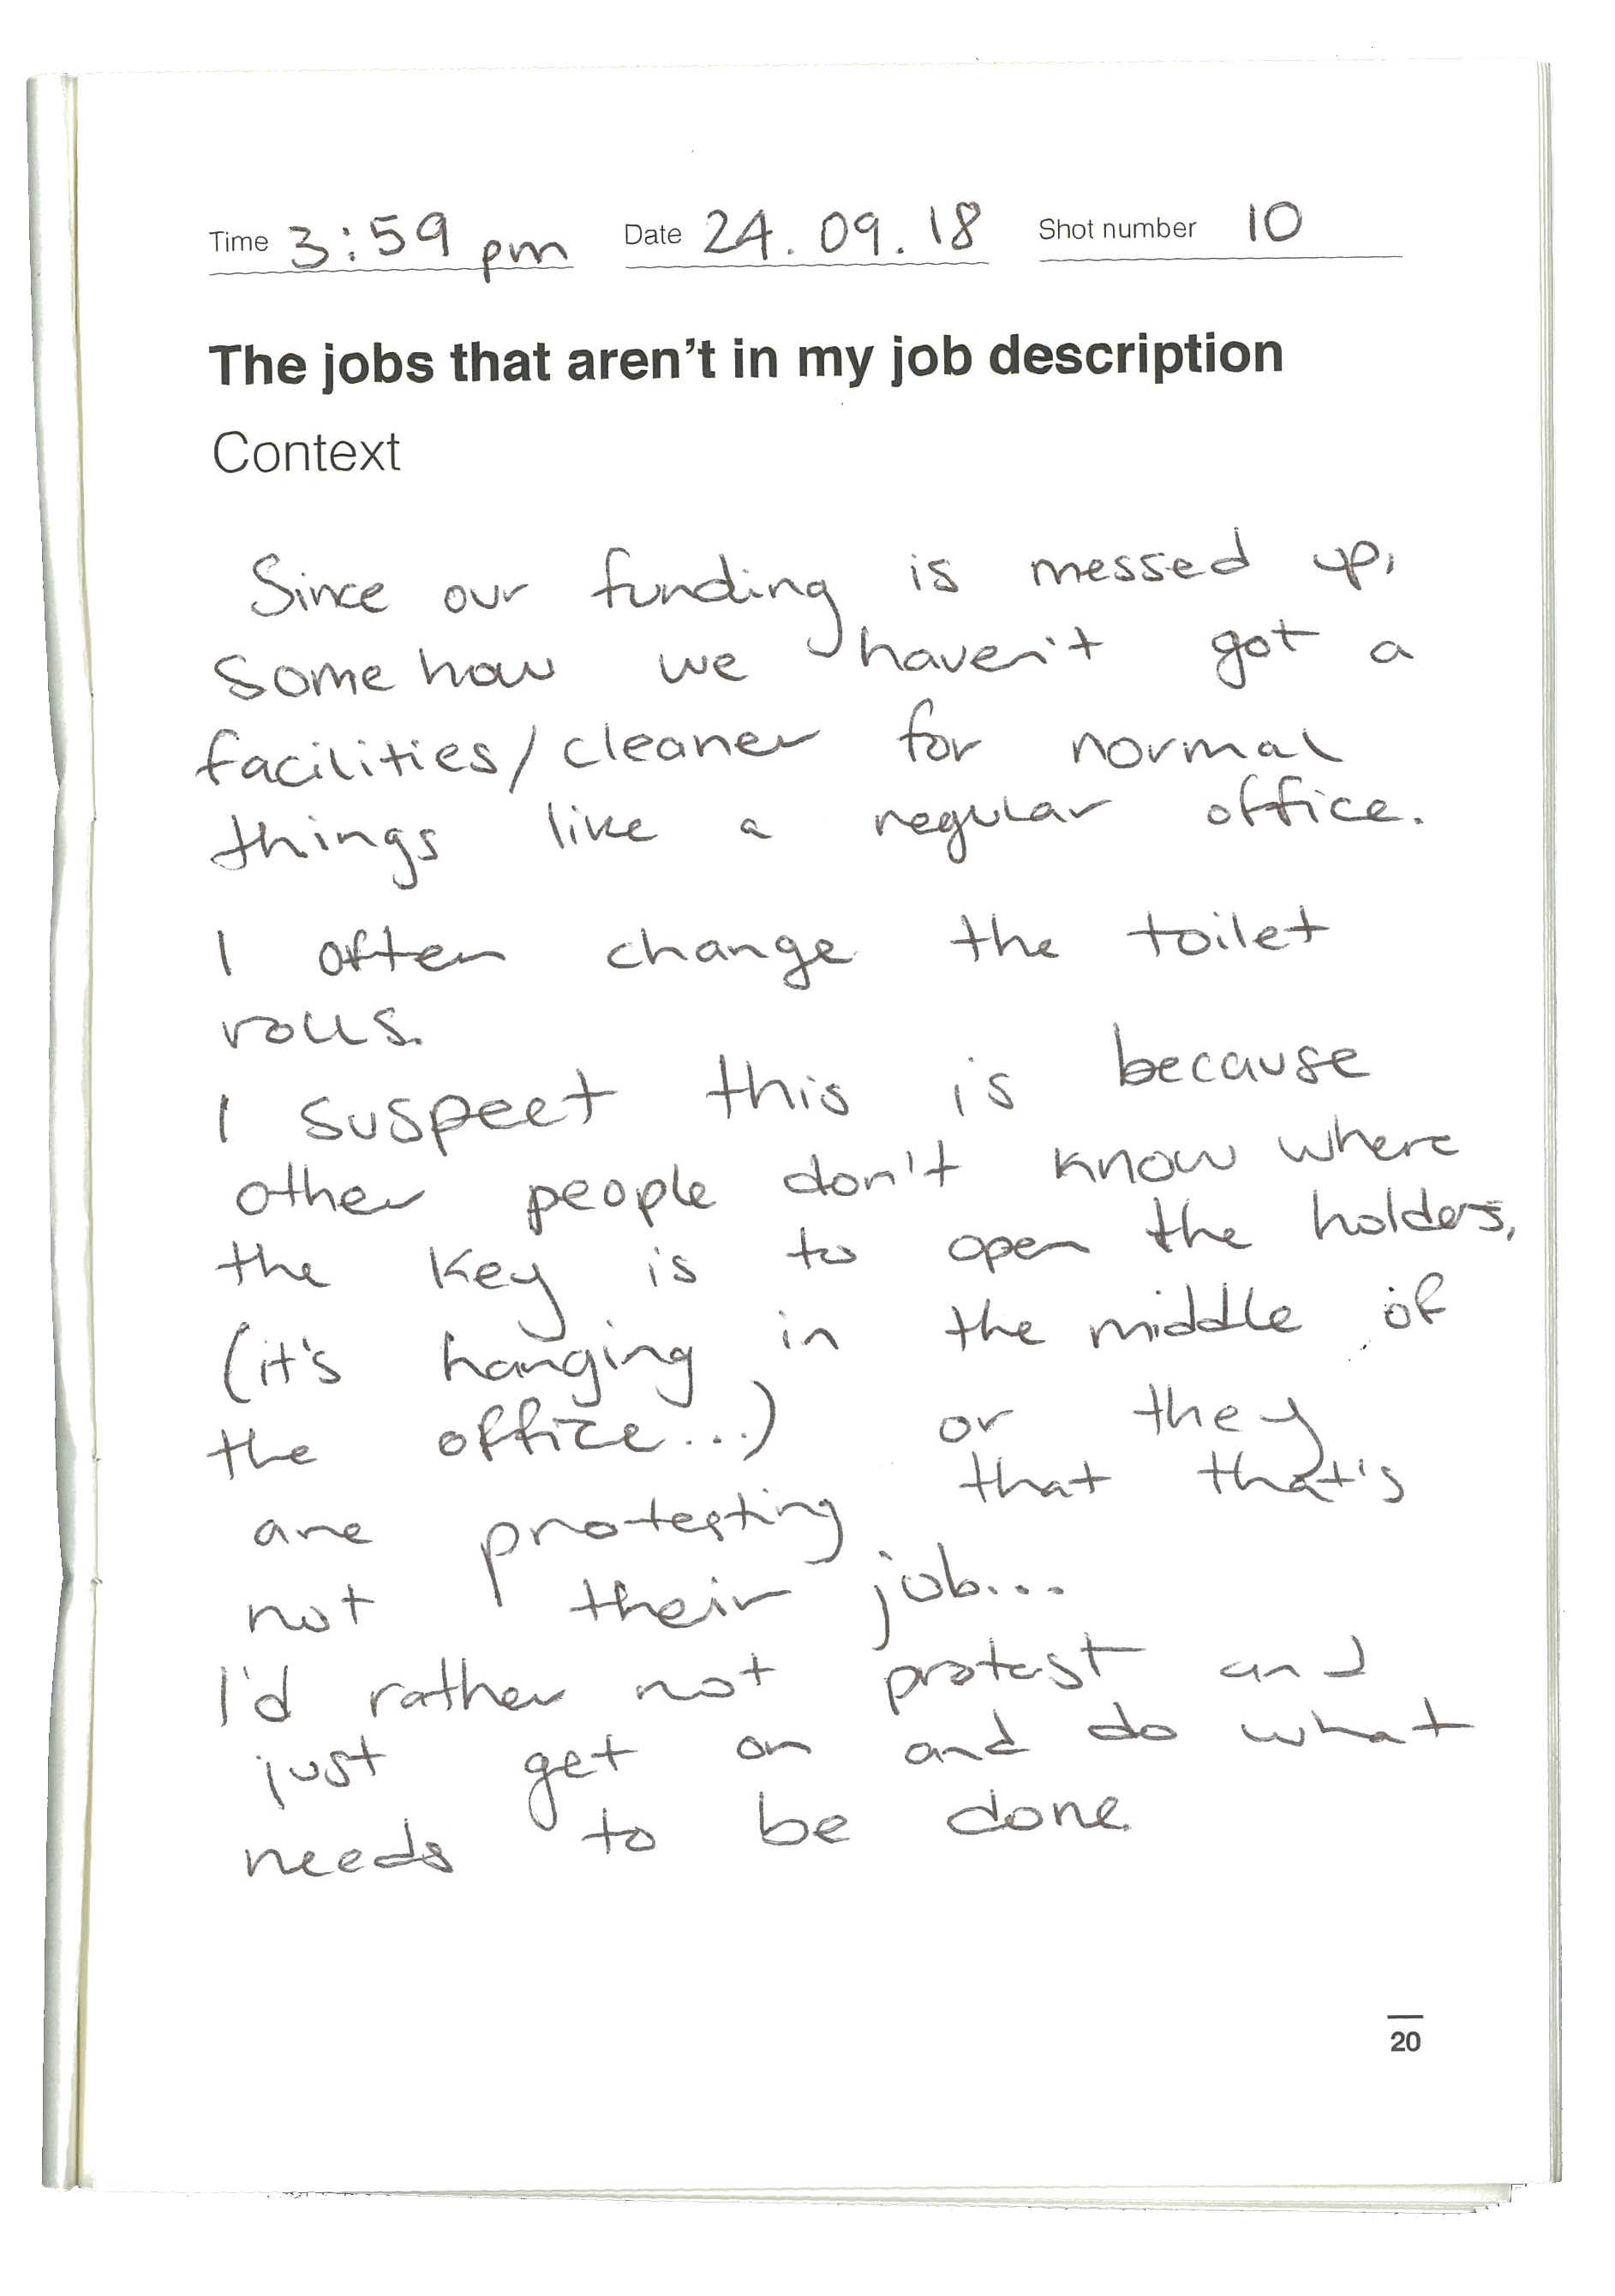 Time 3:59 pm Date 24.09.18 Shot number 10
The jobs that aren't in my job description
Context
Since our funding is messed up,
somehow we haven't got a
facilities/cleaner for normal
things like a regular office.
I often change the toilet
rolls.
I suspect this is because
other people don't know where
the key is to open the holders,
(it's hanging in the middle of
the office...) or they
are protesting that that's
not their job...
I'd rather not protest and
just get on and do what
needs to be done.
20